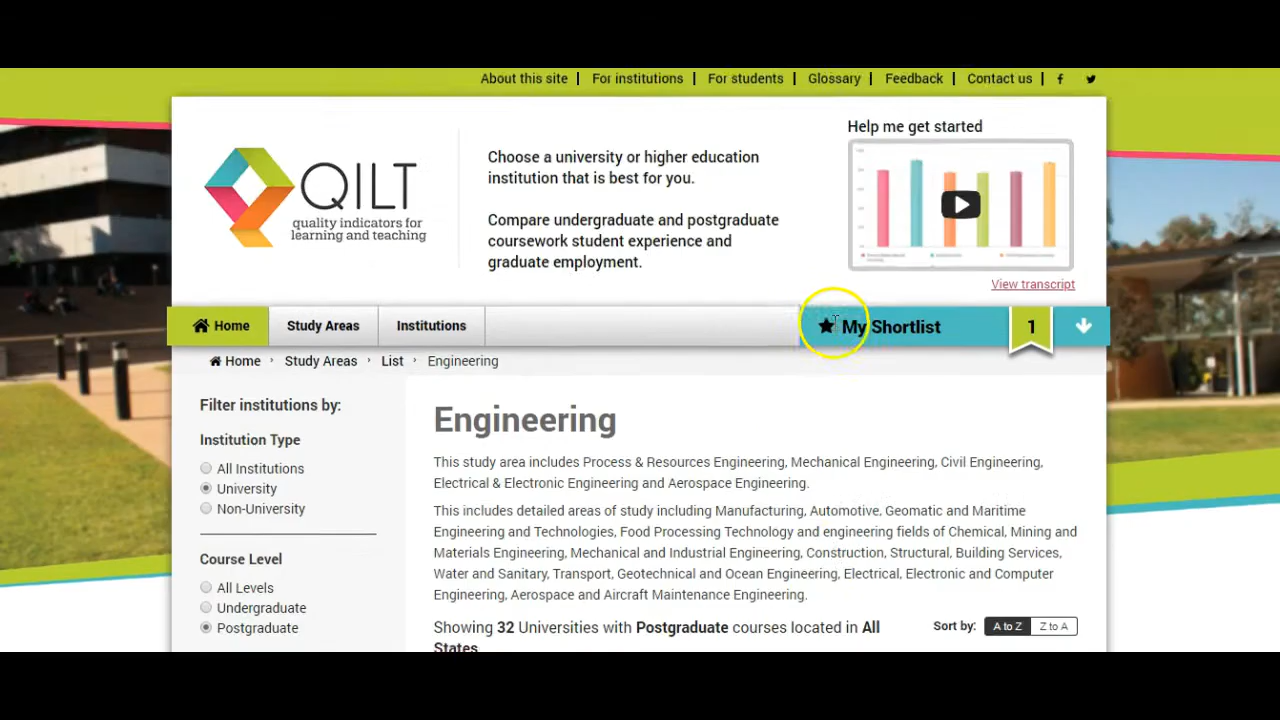 About this site | For institutions | For students | Glossary | Feedback | Contact us |
QILT
quality indicators for
learning and teaching
Choose a university or higher education
institution that is best for you.
Compare undergraduate and postgraduate
coursework student experience and
graduate employment.
Help me get started
View transcript
Home
Study Areas
Institutions
My Shortlist
1
Home › Study Areas › List › Engineering
Filter institutions by:
Institution Type
All Institutions
University
Non-University
Course Level
All Levels
Undergraduate
Postgraduate
Engineering
This study area includes Process & Resources Engineering, Mechanical Engineering, Civil Engineering,
Electrical & Electronic Engineering and Aerospace Engineering.
This includes detailed areas of study including Manufacturing, Automotive, Geomatic and Maritime
Engineering and Technologies, Food Processing Technology and engineering fields of Chemical, Mining and
Materials Engineering, Mechanical and Industrial Engineering, Construction, Structural, Building Services,
Water and Sanitary, Transport, Geotechnical and Ocean Engineering, Electrical, Electronic and Computer
Engineering, Aerospace and Aircraft Maintenance Engineering.
Showing 32 Universities with Postgraduate courses located in All
States
Sort by: A to Z Z to A